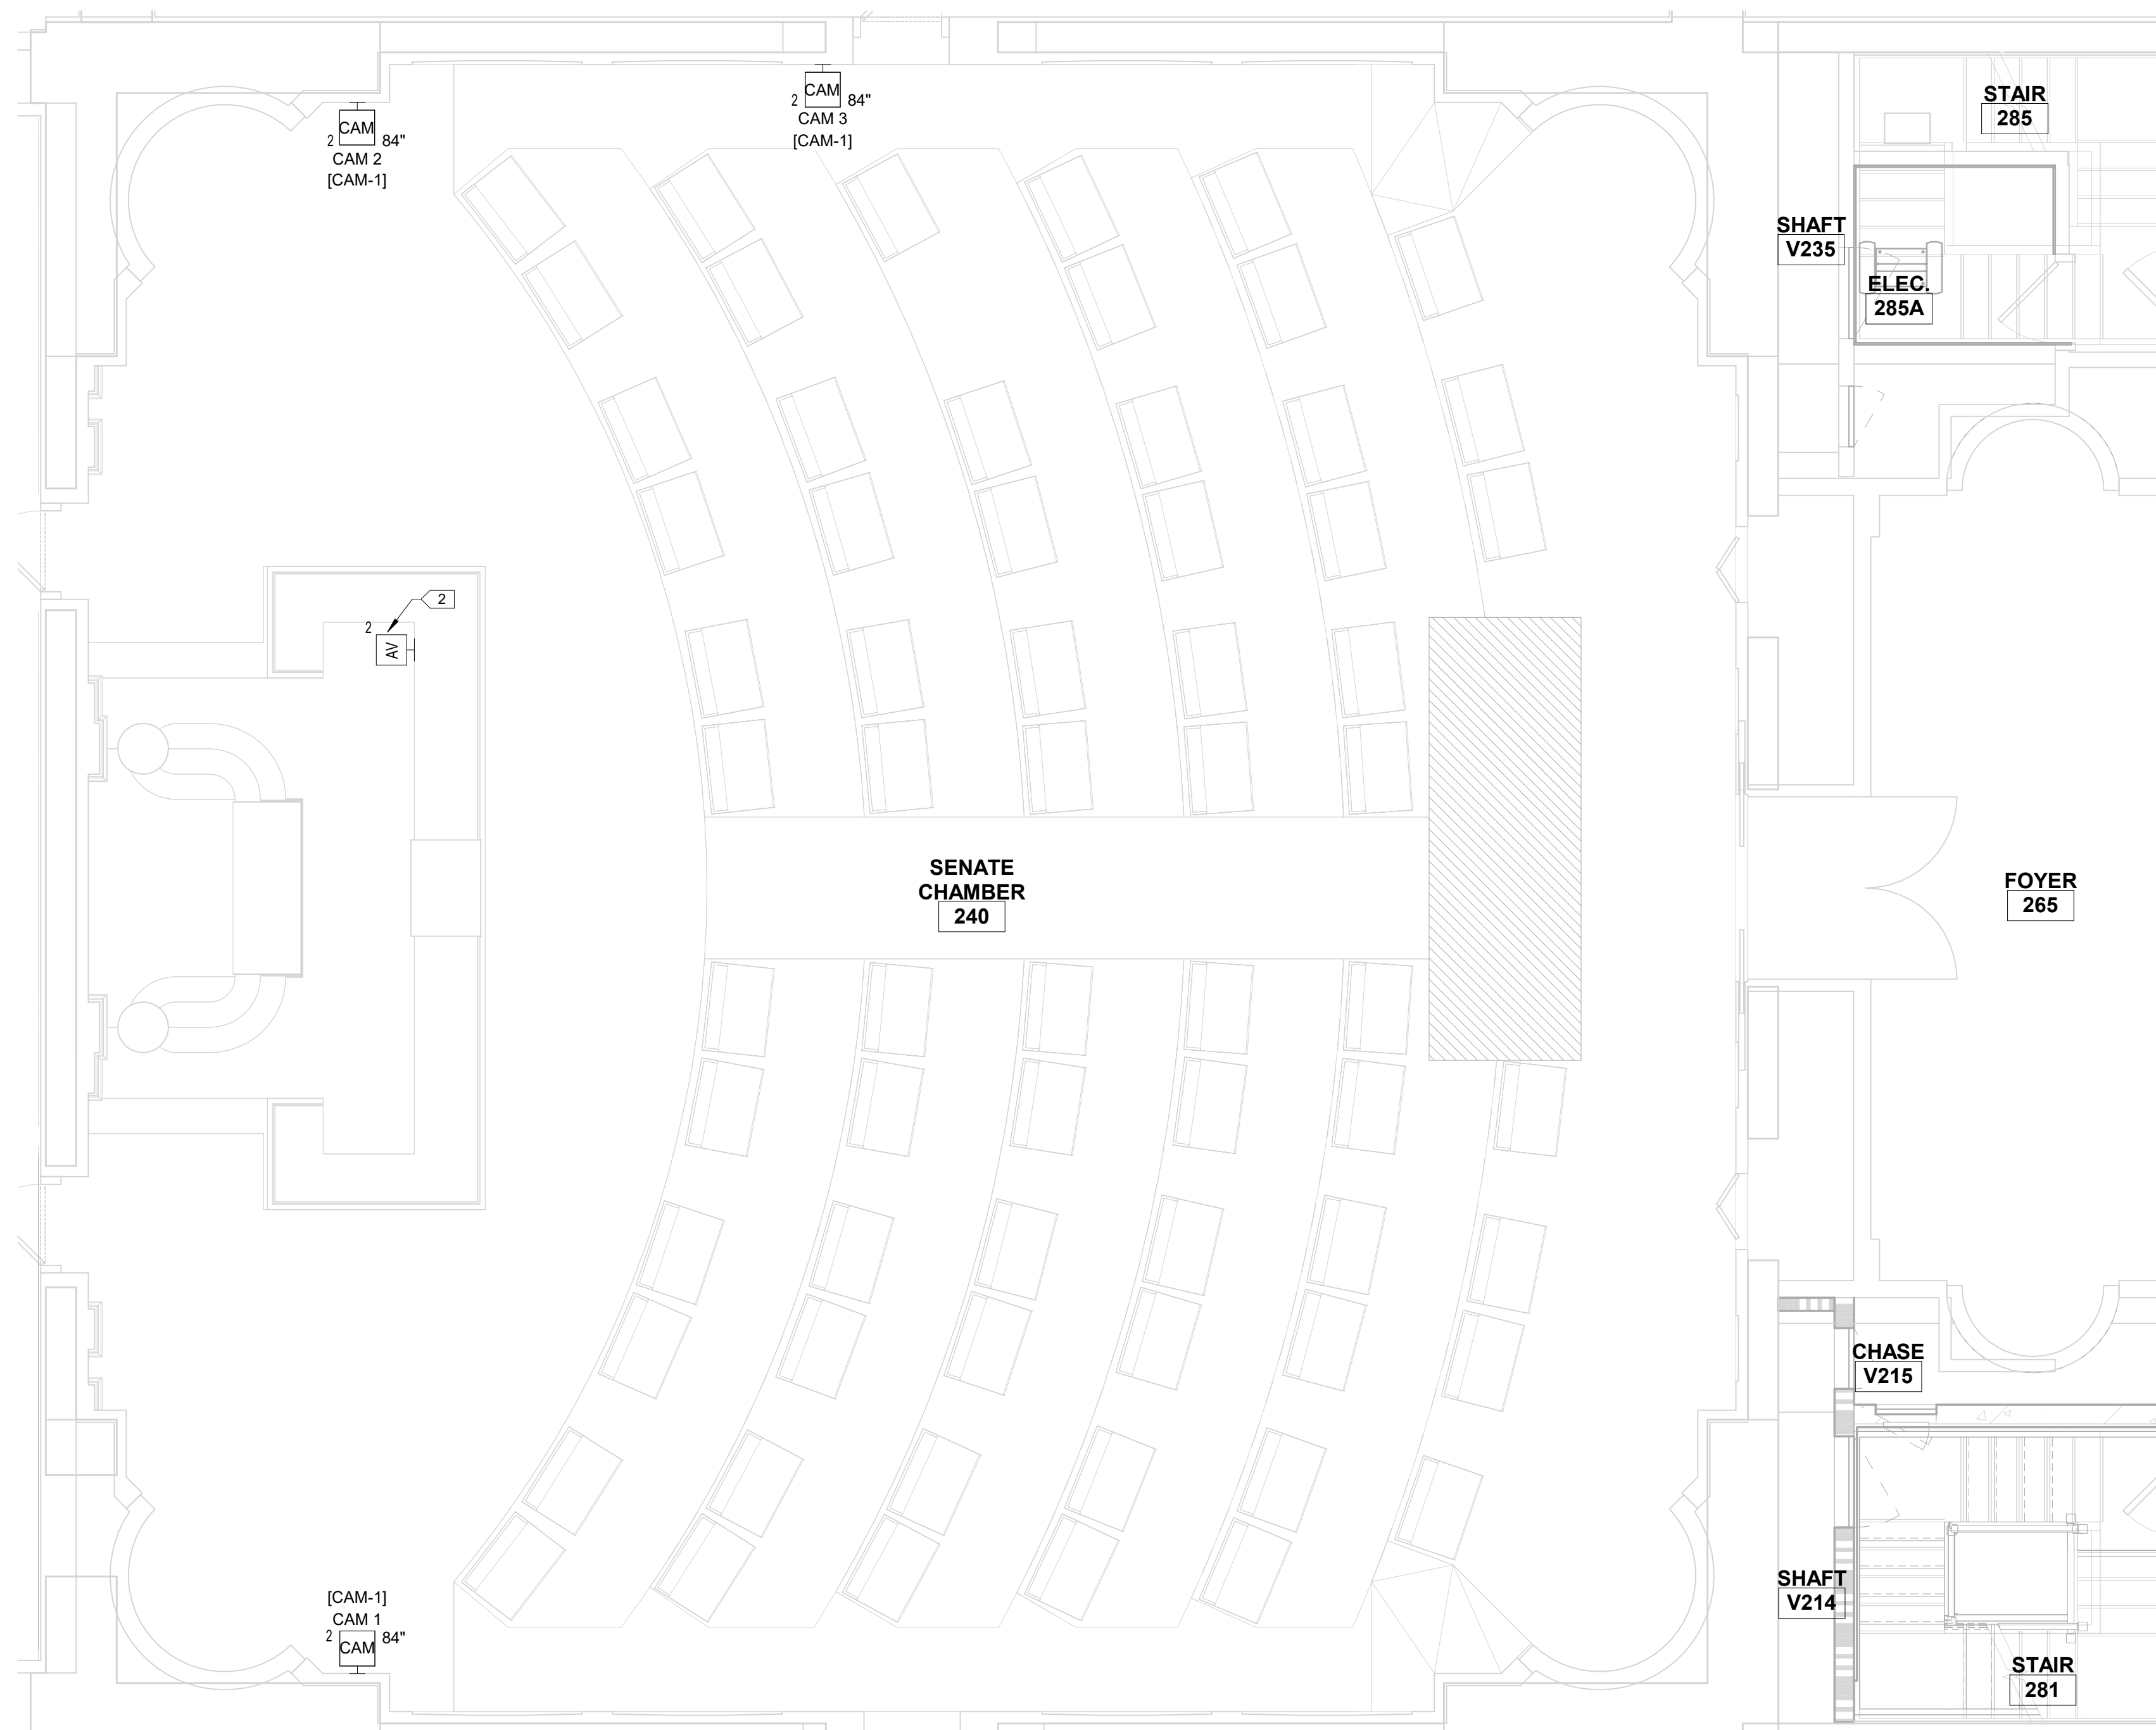 CAM
2
84"
CAM 2
[CAM-1]
CAM
2
84"
CAM 3
[CAM-1]
STAIR
285
SHAFT
V235
ELEC.
285A
2
2
AV
SENATE
CHAMBER
240
FOYER
265
CHASE
V215
SHAFT
V214
[CAM-1]
CAM 1
2
84"
CAM
STAIR
281